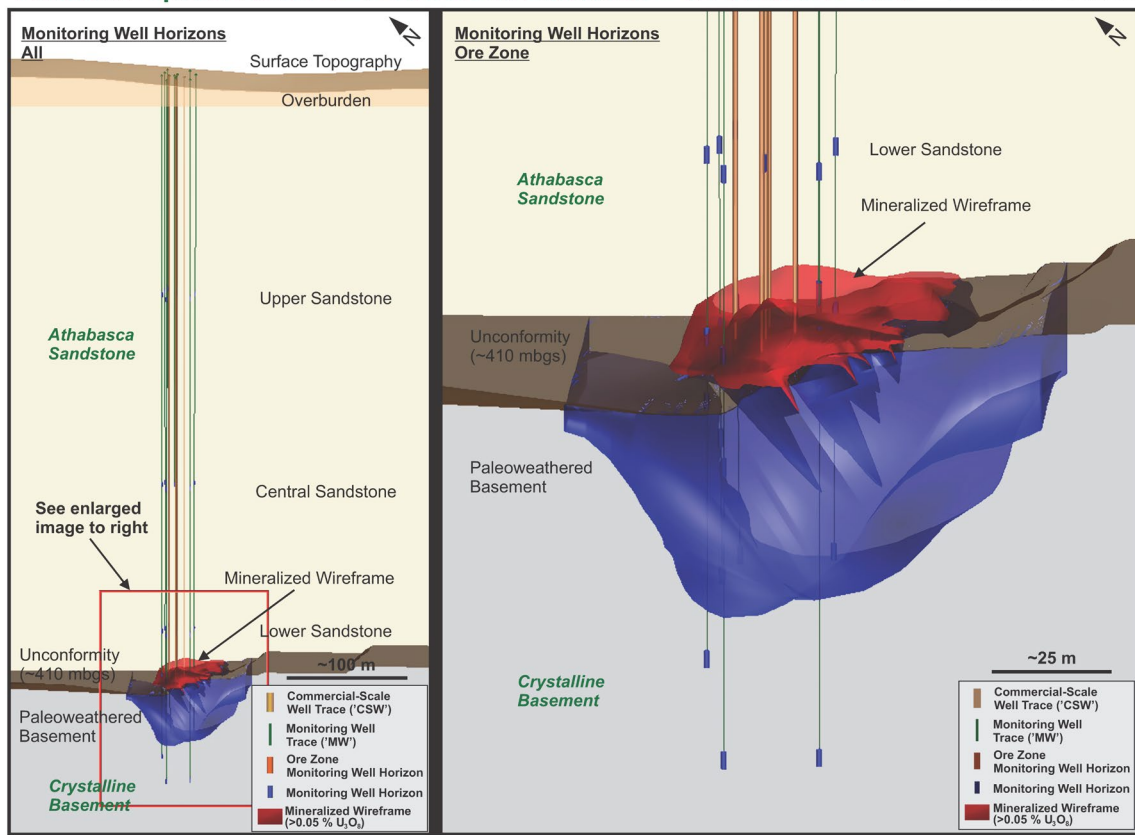 Monitoring Well Horizons
All
N
Surface Topography
Overburden
Athabasca
Sandstone
Upper Sandstone
Central Sandstone
See enlarged
image to right
Mineralized Wireframe
Lower Sandstone
Unconformity
(~410 mbgs)
~100 m
Paleoweathered
Basement
Crystalline
Basement
Commercial-Scale
Well Trace ('CSW')
Monitoring Well
Trace ('MW')
Ore Zone
Monitoring Well Horizon
Monitoring Well Horizon
Mineralized Wireframe
(>0.05 % U₃O₈)
Monitoring Well Horizons
Ore Zone
N
Lower Sandstone
Athabasca
Sandstone
Mineralized Wireframe
Unconformity
(~410 mbgs)
Paleoweathered
Basement
~25 m
Crystalline
Basement
Commercial-Scale
Well Trace ('CSW')
Monitoring Well
Trace ('MW')
Ore Zone
Monitoring Well Horizon
Monitoring Well Horizon
Mineralized Wireframe
(>0.05 % U₃O₈)